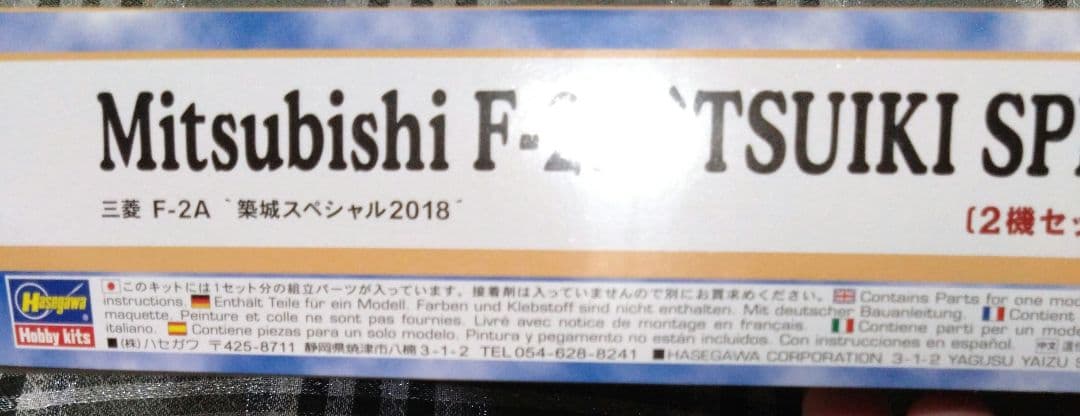 Mitsubishi F-2 TSUIKI SP
三菱 F-2A ｀築城スペャル2018´
〔2機セッ
Hasegawa
Hobby kits
このキットには1セット分の組立パーツが入っています。接着剤は入っていませんので別にお買求めください。 Contains Parts for one mod
instructions. Enthält Teile für ein Modell. Farben und Klebstoff sind nicht enthalten. Mit deutscher Bauanleitung. Contient
maquette. Peinture et colle ne sont pas fournies. Livré avec notice de montage en francais. Contiene parti per un mode
italiano. Contiene piezas para un solo modelo. Pintura y pegamento no están incluidos. Con instrucciones en español. 中文
■(株)ハセガワ 〒425-8711 静岡県焼津市八楠3-1-2 TEL 054-628-8241 ■HASEGAWA CORPORATION 3-1-2 YAGUSU YAIZU S